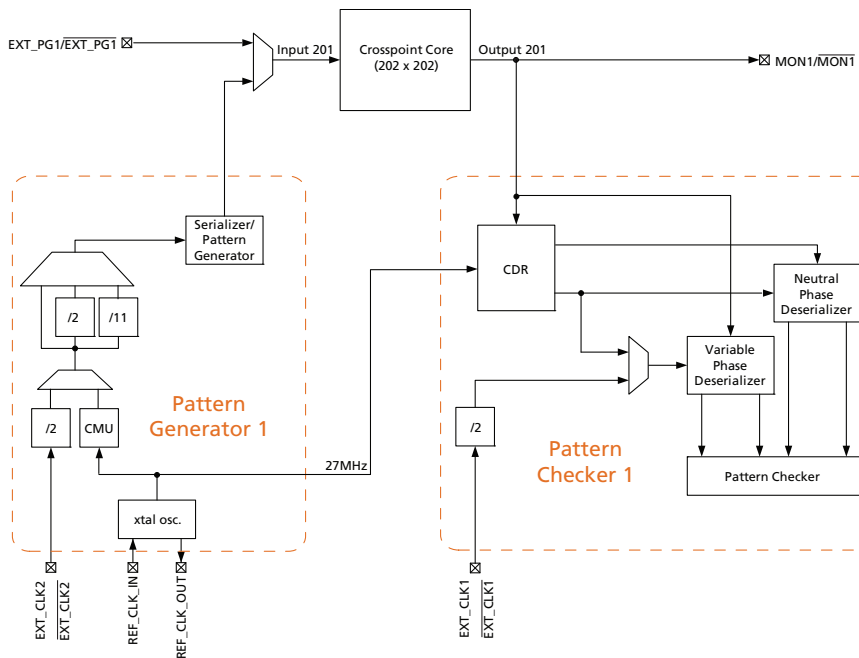 EXT_PG1/EXT_PG1
Input 201
Crosspoint Core
(202 x 202)
Output 201
MON1/MON1
Serializer/
Pattern
Generator
CDR
Neutral
Phase
Deserializer
/2
/11
Variable
Phase
Deserializer
/2
CMU
Pattern
Generator 1
/2
Pattern
Checker 1
27MHz
Pattern Checker
xtal osc.
EXT_CLK2
EXT_CLK2
REF_CLK_IN
REF_CLK_OUT
EXT_CLK1
EXT_CLK1